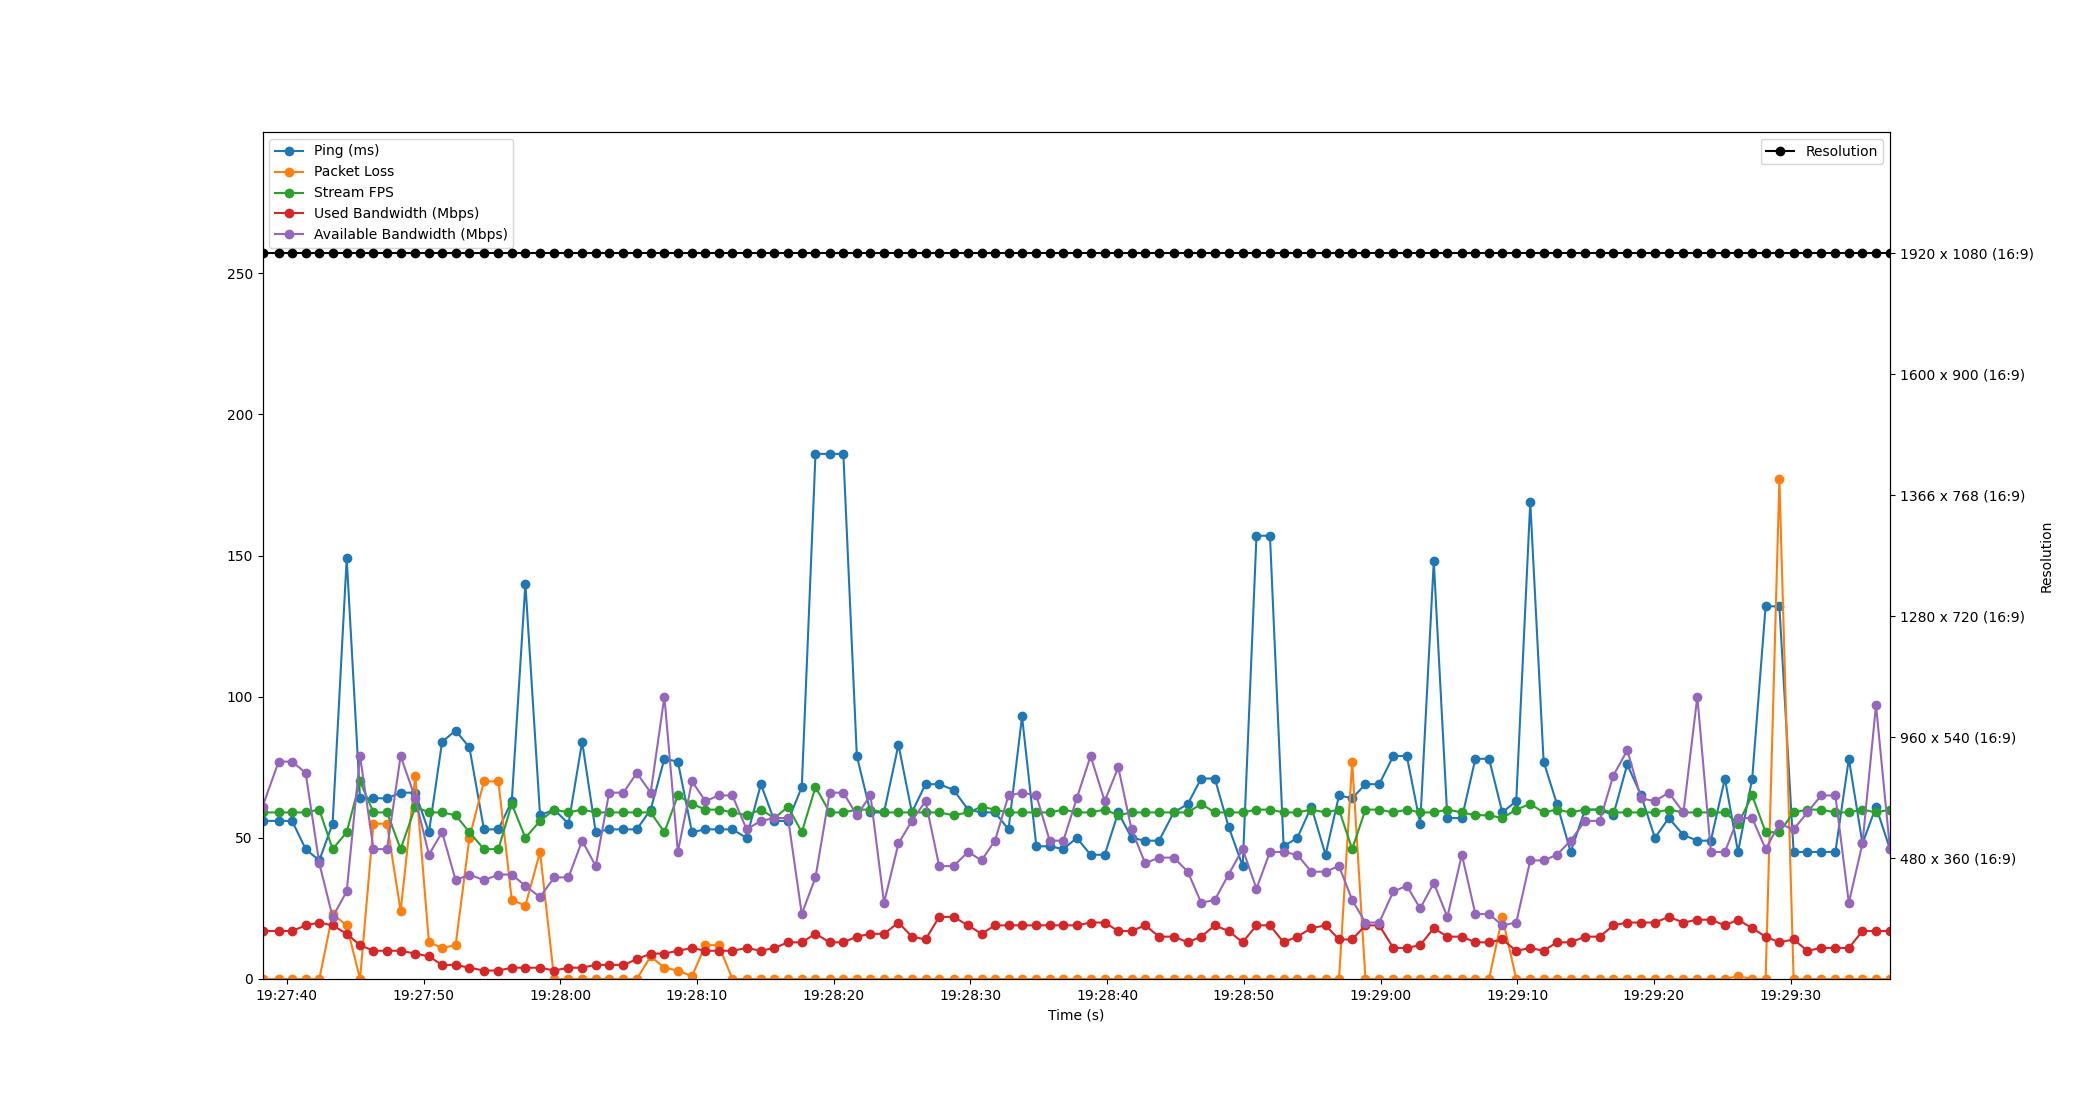 Ping (ms)
Packet Loss
Stream FPS
Used Bandwidth (Mbps)
Available Bandwidth (Mbps)
Resolution
250
200
150
100
50
0
1920 x 1080 (16:9)
1600 x 900 (16:9)
1366 x 768 (16:9)
1280 x 720 (16:9)
960 x 540 (16:9)
480 x 360 (16:9)
Resolution
19:27:40 19:27:50 19:28:00 19:28:10 19:28:20 19:28:30 19:28:40 19:28:50 19:29:00 19:29:10 19:29:20 19:29:30
Time (s)